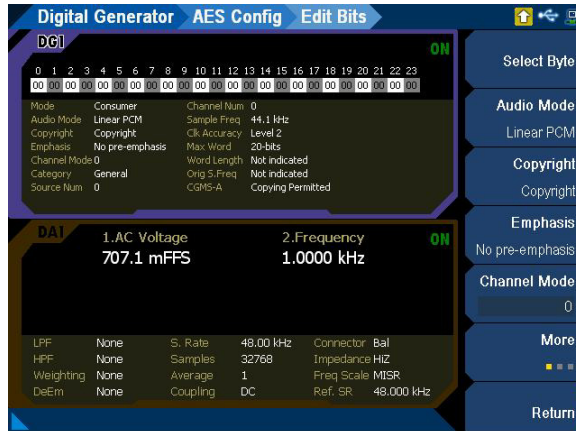 Digital Generator AES Config Edit Bits
DG1
ON
0 1 2 3 4 5 6 7 8 9 10 11 12 13 14 15 16 17 18 19 20 21 22 23
00 00 00 00 00 00 00 00 00 00 00 00 00 00 00 00 00 00 00 00 00 00 00 00
Mode Consumer Channel Num 0
Audio Mode Linear PCM Sample Freq 44.1 kHz
Copyright Copyright Clk Accuracy Level 2
Emphasis No pre-emphasis Max Word 20-bits
Channel Mode 0 Word Length Not indicated
Category General Orig S.Freq Not indicated
Source Num 0 CGMS-A Copying Permitted
DA1
1.AC Voltage 2.Frequency ON
707.1 mFFS 1.0000 kHz
LPF None S. Rate 48.00 kHz Connector Bal
HPF None Samples 32768 Impedance HiZ
Weighting None Average 1 Freq Scale MISR
DeEm None Coupling DC Ref. SR 48.000 kHz
Select Byte
Audio Mode
Linear PCM
Copyright
Copyright
Emphasis
No pre-emphasis
Channel Mode
0
More
Return